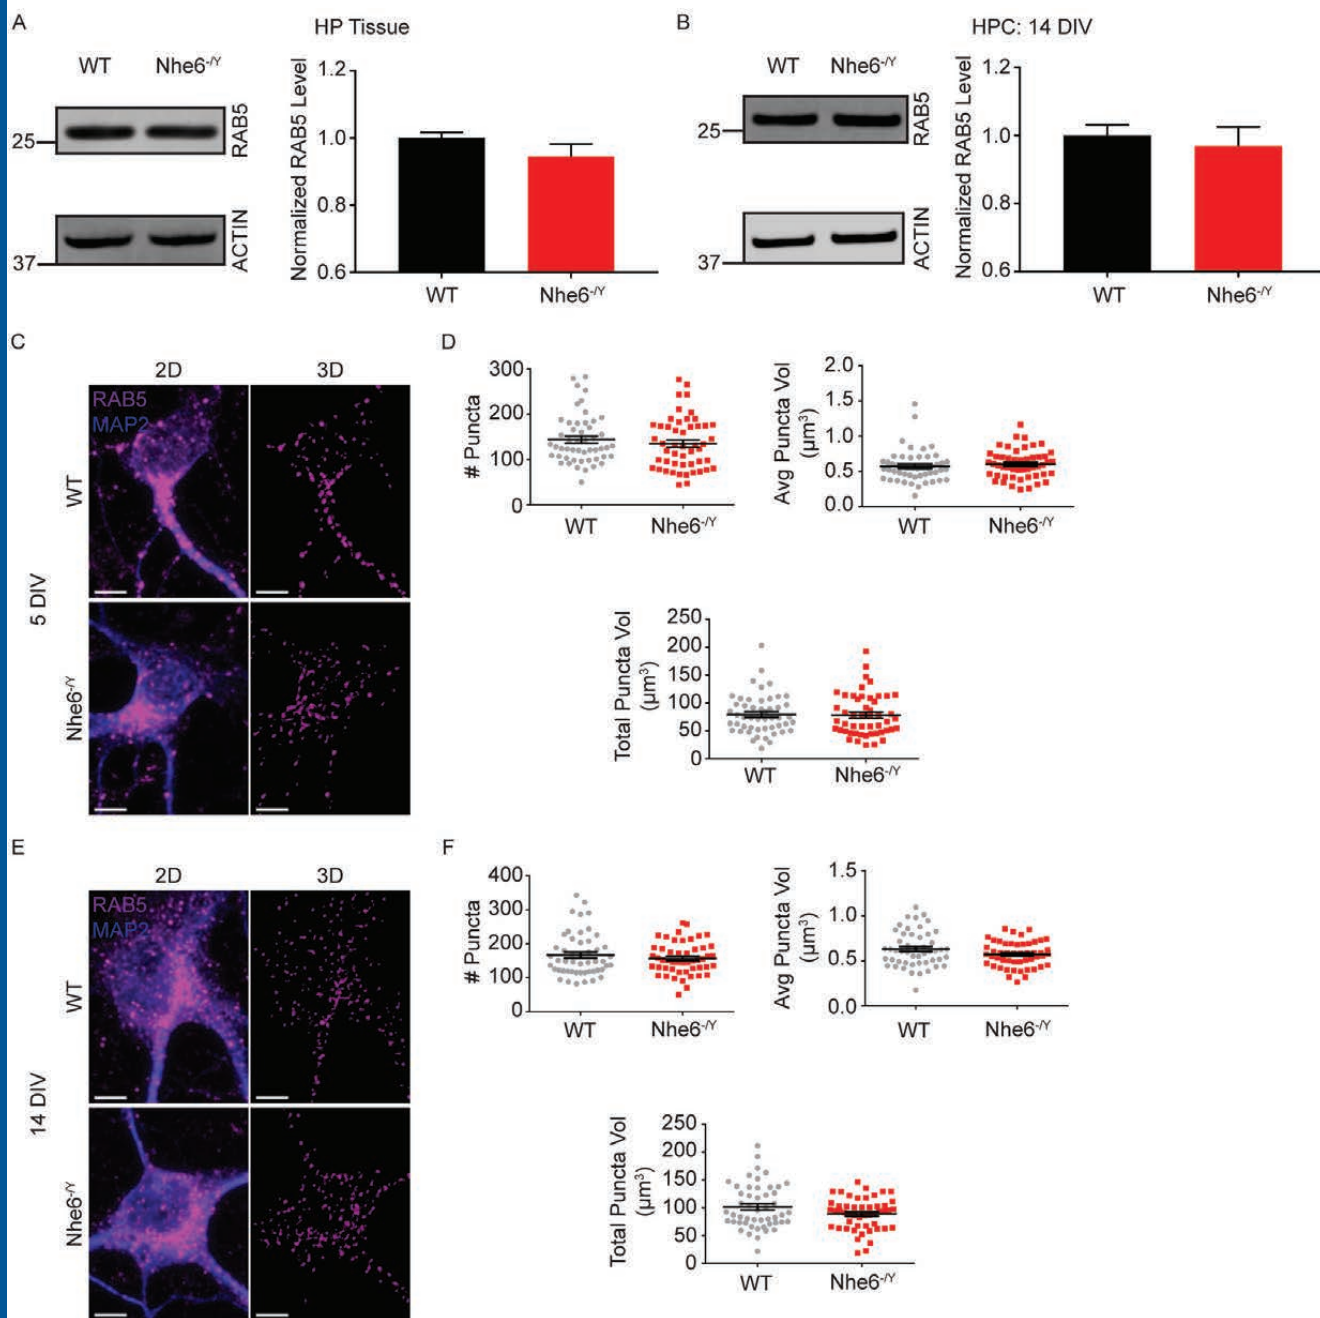 A
HP Tissue
WT Nhe6-/Y
25
RAB5
37
ACTIN
Normalized RAB5 Level
1.2
1.0
0.8
0.6
WT Nhe6-/Y
B
HPC: 14 DIV
WT Nhe6-/Y
25
RAB5
37
ACTIN
Normalized RAB5 Level
1.2
1.0
0.8
0.6
WT Nhe6-/Y
C
2D 3D
RAB5
MAP2
WT
Nhe6-/Y
5 DIV
D
# Puncta
300
200
100
0
WT Nhe6-/Y
Avg Puncta Vol
(µm³)
2.0
1.5
1.0
0.5
0.0
WT Nhe6-/Y
Total Puncta Vol
(µm³)
250
200
150
100
50
0
WT Nhe6-/Y
E
2D 3D
RAB5
MAP2
WT
Nhe6-/Y
14 DIV
F
# Puncta
400
300
200
100
0
WT Nhe6-/Y
Avg Puncta Vol
(µm³)
1.5
1.0
0.5
0.0
WT Nhe6-/Y
Total Puncta Vol
(µm³)
250
200
150
100
50
0
WT Nhe6-/Y